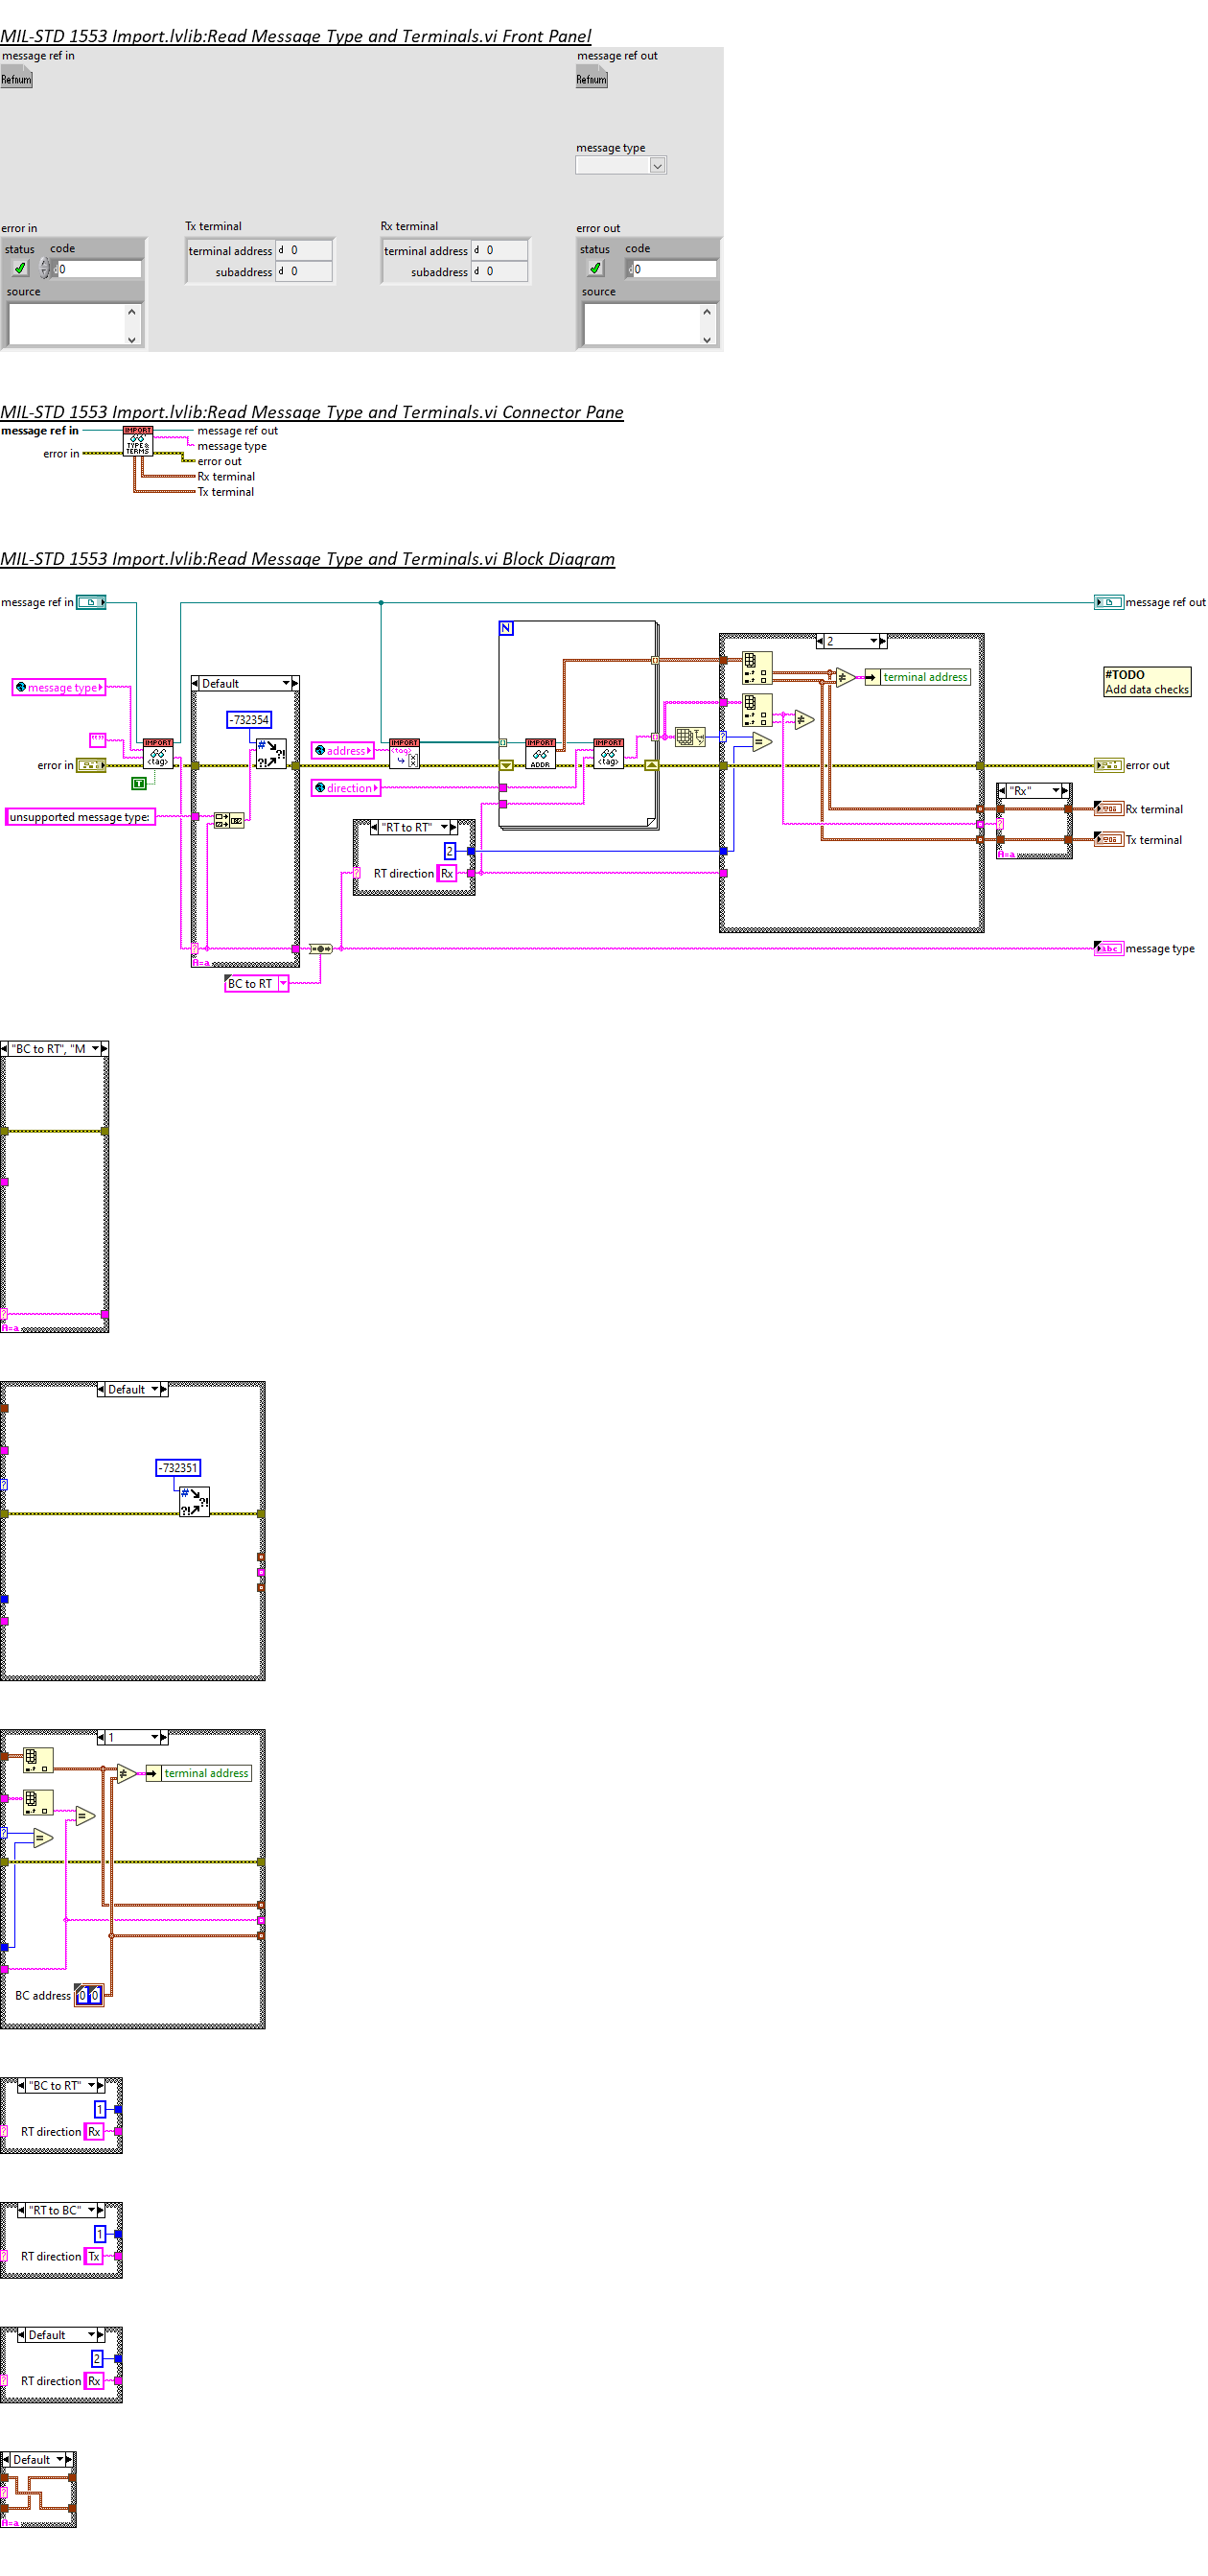 MIL-STD 1553 Import.lvlib:Read Message Type and Terminals.vi Front Panel
message ref in
message ref out
Refnum
Refnum
message type
error in
Tx terminal
Rx terminal
error out
status code
terminal address d 0
terminal address d 0
status code
d 0
subaddress d 0
subaddress d 0
d 0
source
source
MIL-STD 1553 Import.lvlib:Read Message Type and Terminals.vi Connector Pane
message ref in
IMPORT
TYPE&
TERMS
message ref out
message type
error in
error out
Rx terminal
Tx terminal
MIL-STD 1553 Import.lvlib:Read Message Type and Terminals.vi Block Diagram
message ref in
message ref out
N
2
message type
Default
#TODO
Add data checks
terminal address
-732354
IMPORT
<tag>
address
IMPORT
<tag>
IMPORT
ADDR
IMPORT
<tag>
error in
error out
T
direction
"Rx"
unsupported message type:
Rx terminal
"RT to RT"
2
RT direction Rx
Tx terminal
A=a
message type
abc
A=a
BC to RT
"BC to RT", "M
A=a
Default
-732351
1
terminal address
BC address 0 0
"BC to RT"
1
RT direction Rx
"RT to BC"
1
RT direction Tx
Default
2
RT direction Rx
Default
A=a